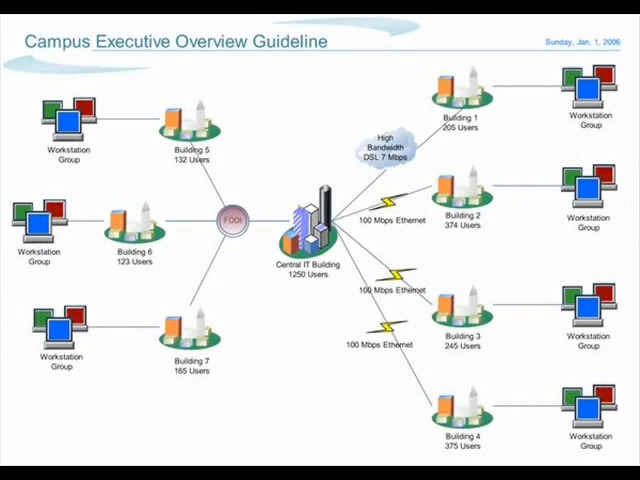 Campus Executive Overview Guideline
Sunday, Jan, 1, 2006
Building 1
205 Users
Workstation
Group
High
Bandwidth
DSL 7 Mbps
Building 5
132 Users
Workstation
Group
100 Mbps Ethernet
Building 2
374 Users
Workstation
Group
FDDI
Building 6
123 Users
Workstation
Group
Central IT Building
1250 Users
100 Mbps Ethernet
Building 3
245 Users
Workstation
Group
100 Mbps Ethernet
Building 7
165 Users
Workstation
Group
Building 4
375 Users
Workstation
Group